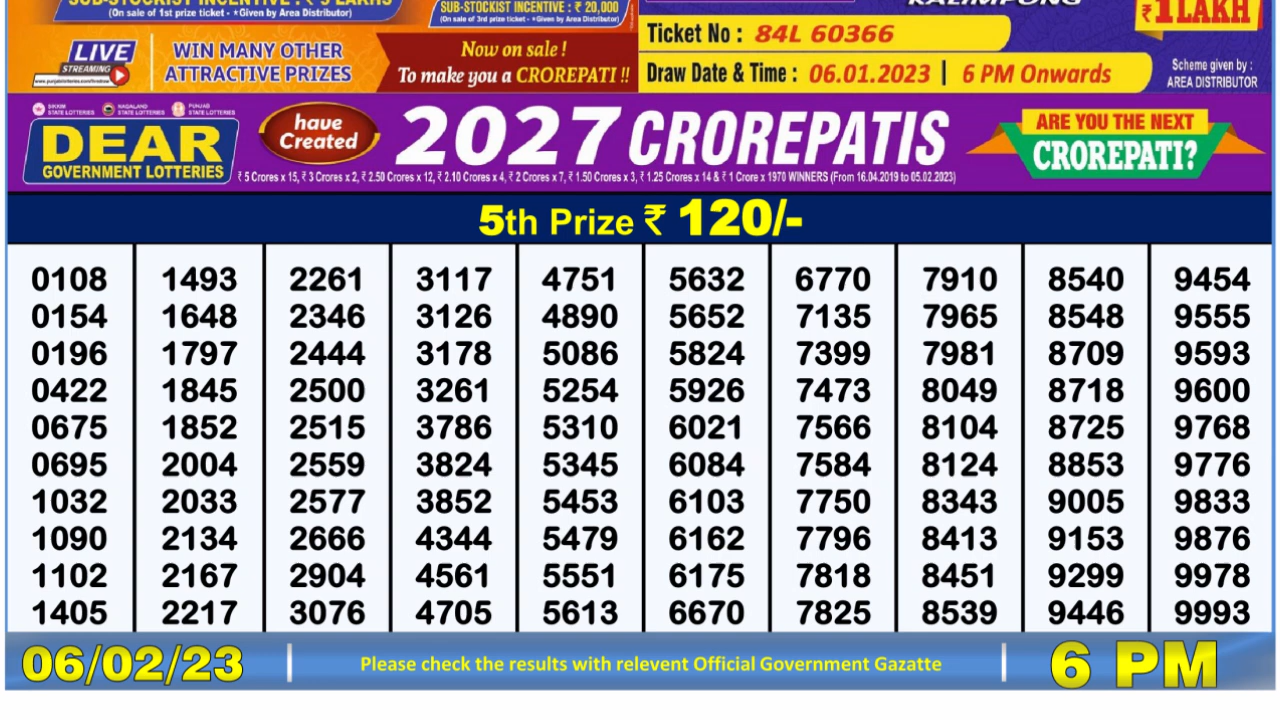 SUB-STOCKIST INCENTIVE : ₹ 5 LAKHS
(On sale of 1st prize ticket - *Given by Area Distributor)
SUB-STOCKIST INCENTIVE : ₹ 20,000
(On sale of 3rd prize ticket - *Given by Area Distributor)
KALIMPONG
₹1LAKH
LIVE
STREAMING
WIN MANY OTHER
ATTRACTIVE PRIZES
Now on sale !
To make you a CROREPATI !!
Ticket No : 84L 60366
Draw Date & Time : 06.01.2023 | 6 PM Onwards
Scheme given by :
AREA DISTRIBUTOR
SIKKIM STATE LOTTERIES
NAGALAND STATE LOTTERIES
PUNJAB STATE LOTTERIES
DEAR
GOVERNMENT LOTTERIES
have
Created
2027 CROREPATIS
₹ 5 Crores x 15, ₹ 3 Crores x 2, ₹ 2.50 Crores x 12, ₹ 2.10 Crores x 4, ₹ 2 Crores x 7, ₹ 1.50 Crores x 3, ₹ 1.25 Crores x 14 & ₹ 1 Crore x 1970 WINNERS (From 16.04.2019 to 05.02.2023)
ARE YOU THE NEXT
CROREPATI?
5th Prize ₹ 120/-
0108 1493 2261 3117 4751 5632 6770 7910 8540 9454
0154 1648 2346 3126 4890 5652 7135 7965 8548 9555
0196 1797 2444 3178 5086 5824 7399 7981 8709 9593
0422 1845 2500 3261 5254 5926 7473 8049 8718 9600
0675 1852 2515 3786 5310 6021 7566 8104 8725 9768
0695 2004 2559 3824 5345 6084 7584 8124 8853 9776
1032 2033 2577 3852 5453 6103 7750 8343 9005 9833
1090 2134 2666 4344 5479 6162 7796 8413 9153 9876
1102 2167 2904 4561 5551 6175 7818 8451 9299 9978
1405 2217 3076 4705 5613 6670 7825 8539 9446 9993
06/02/23 | Please check the results with relevent Official Government Gazatte | 6 PM